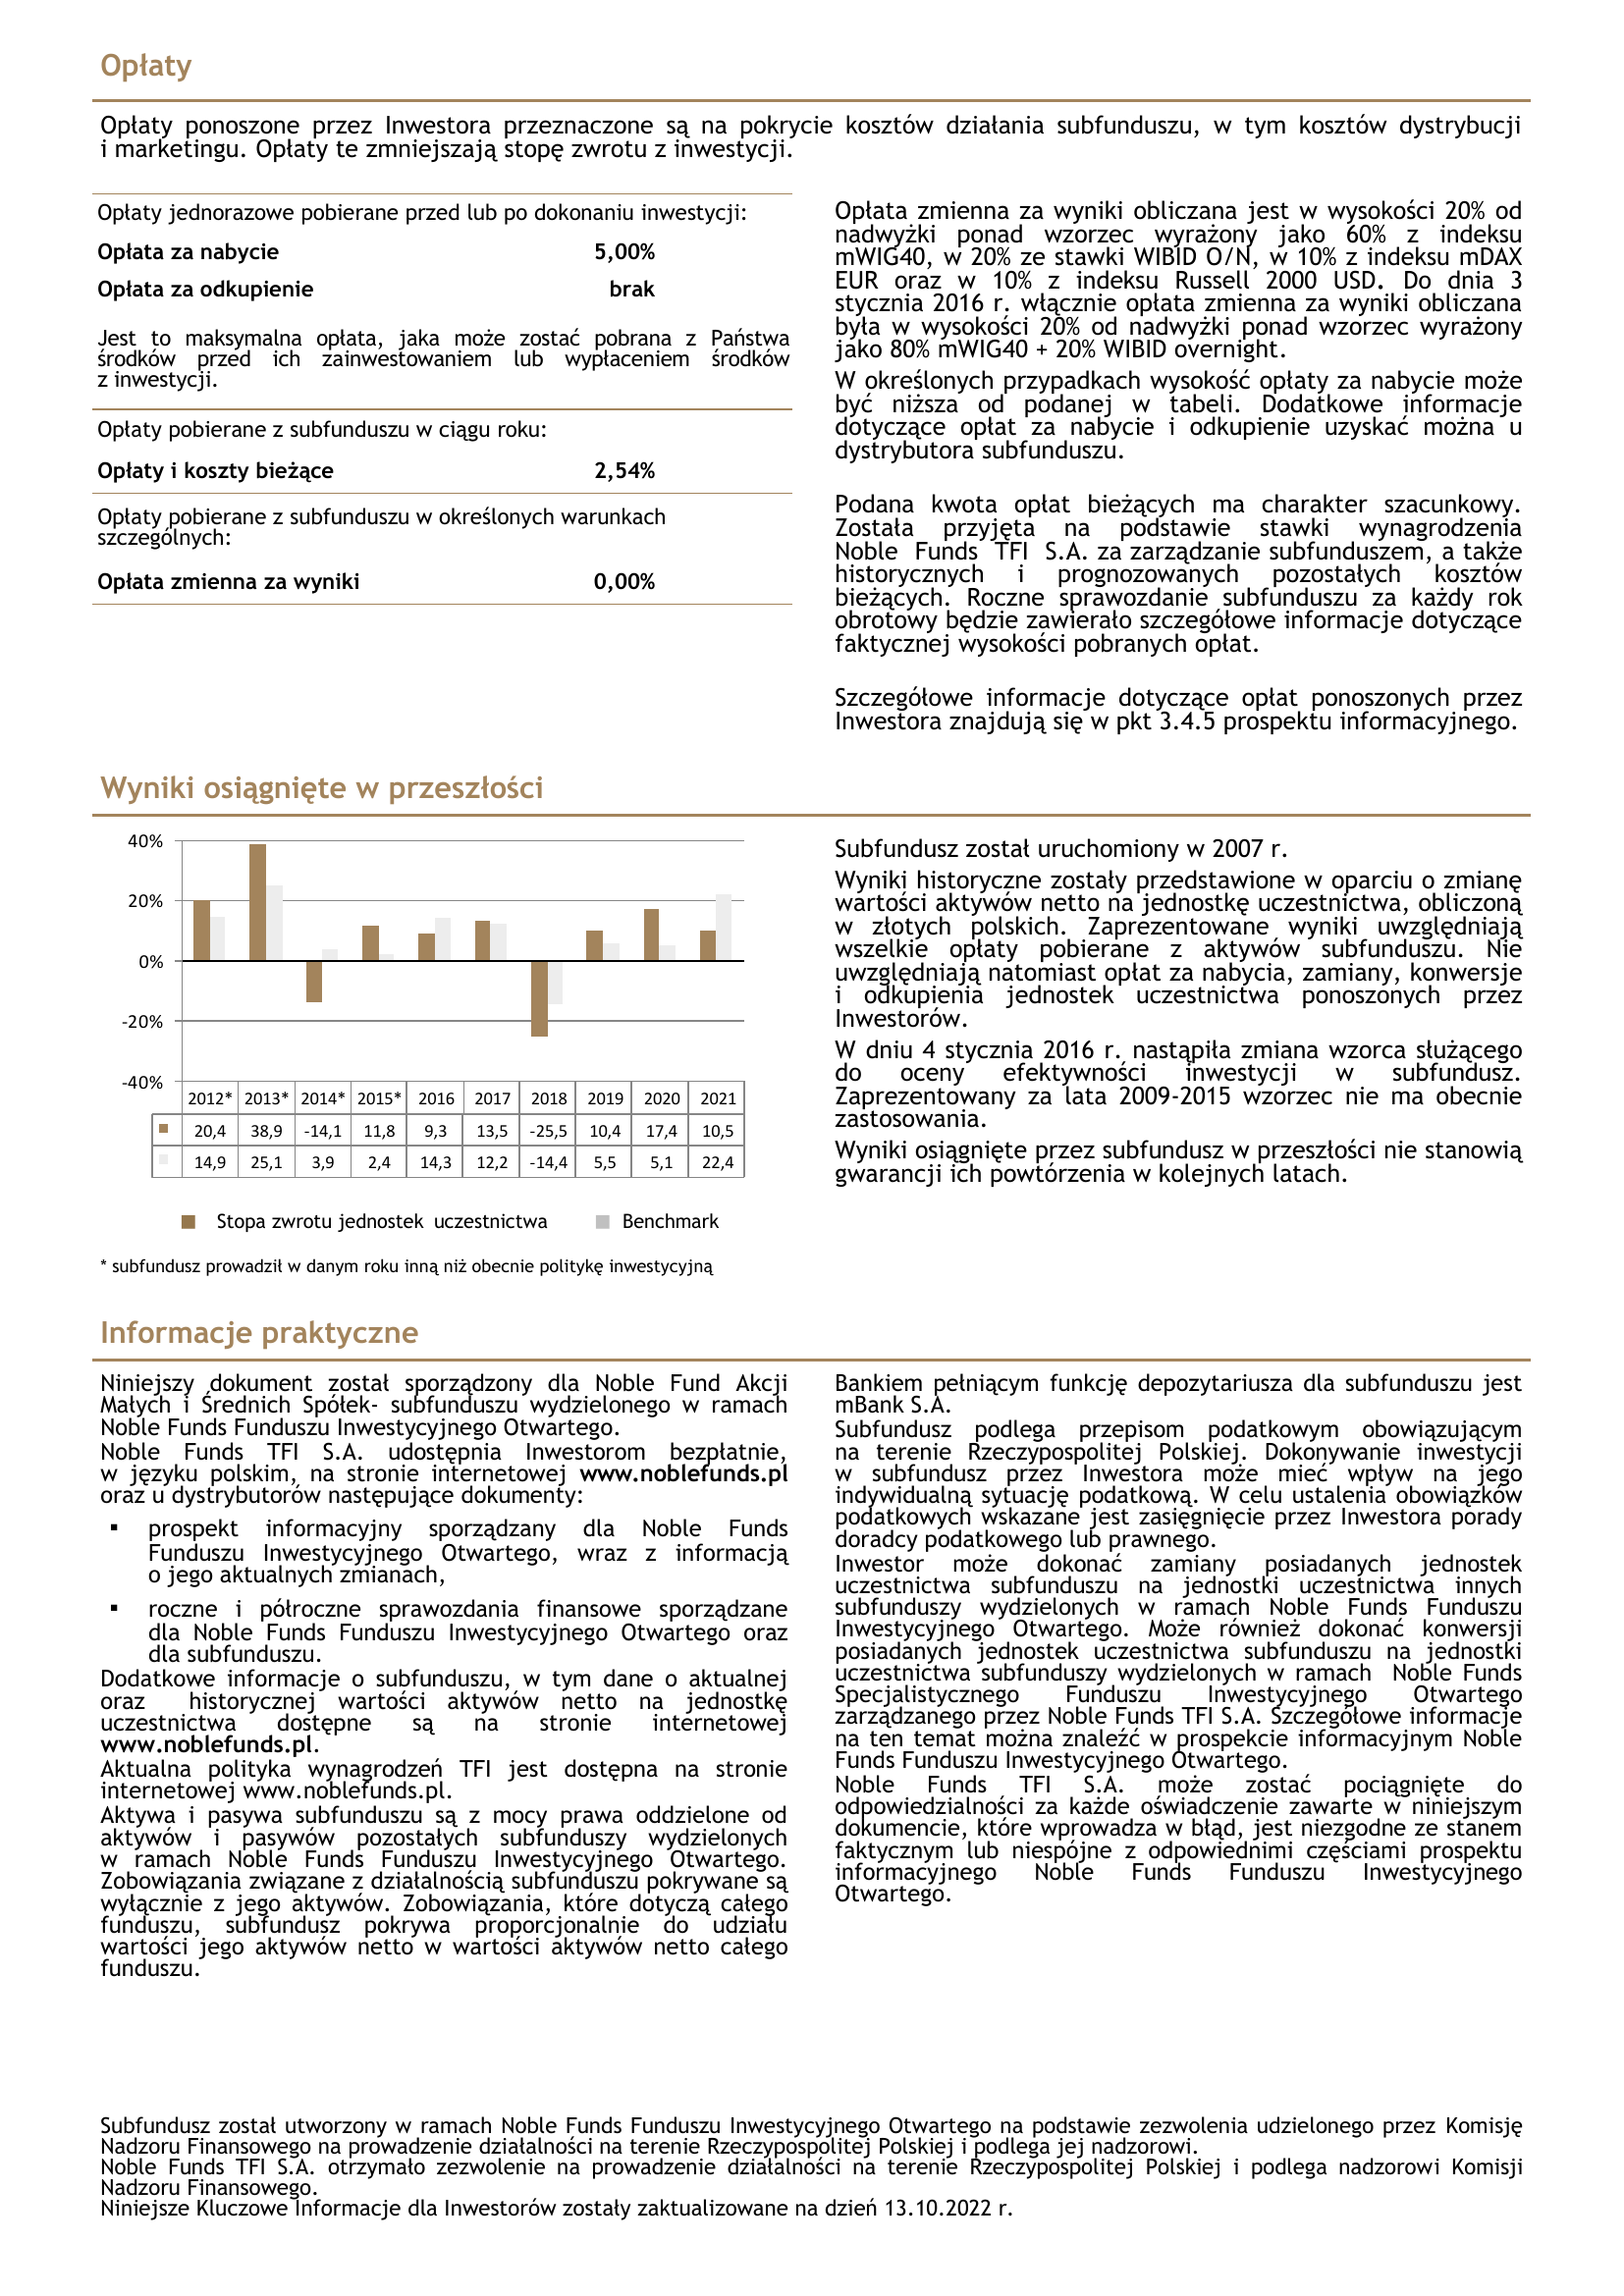 Opłaty
Opłaty ponoszone przez Inwestora przeznaczone są na pokrycie kosztów działania subfunduszu, w tym kosztów dystrybucji
i marketingu. Opłaty te zmniejszają stopę zwrotu z inwestycji.
Opłaty jednorazowe pobierane przed lub po dokonaniu inwestycji:
Opłata za nabycie 5,00%
Opłata za odkupienie brak
Jest to maksymalna opłata, jaka może zostać pobrana z Państwa
środków przed ich zainwestowaniem lub wypłaceniem środków
z inwestycji.
Opłaty pobierane z subfunduszu w ciągu roku:
Opłaty i koszty bieżące 2,54%
Opłaty pobierane z subfunduszu w określonych warunkach
szczególnych:
Opłata zmienna za wyniki 0,00%
Opłata zmienna za wyniki obliczana jest w wysokości 20% od
nadwyżki ponad wzorzec wyrażony jako 60% z indeksu
mWIG40, w 20% ze stawki WIBID O/N, w 10% z indeksu mDAX
EUR oraz w 10% z indeksu Russell 2000 USD. Do dnia 3
stycznia 2016 r. włącznie opłata zmienna za wyniki obliczana
była w wysokości 20% od nadwyżki ponad wzorzec wyrażony
jako 80% mWIG40 + 20% WIBID overnight.
W określonych przypadkach wysokość opłaty za nabycie może
być niższa od podanej w tabeli. Dodatkowe informacje
dotyczące opłat za nabycie i odkupienie uzyskać można u
dystrybutora subfunduszu.
Podana kwota opłat bieżących ma charakter szacunkowy.
Została przyjęta na podstawie stawki wynagrodzenia
Noble Funds TFI S.A. za zarządzanie subfunduszem, a także
historycznych i prognozowanych pozostałych kosztów
bieżących. Roczne sprawozdanie subfunduszu za każdy rok
obrotowy będzie zawierało szczegółowe informacje dotyczące
faktycznej wysokości pobranych opłat.
Szczegółowe informacje dotyczące opłat ponoszonych przez
Inwestora znajdują się w pkt 3.4.5 prospektu informacyjnego.
Wyniki osiągnięte w przeszłości
40%
20%
0%
-20%
-40%
2012* 2013* 2014* 2015* 2016 2017 2018 2019 2020 2021
20,4 38,9 -14,1 11,8 9,3 13,5 -25,5 10,4 17,4 10,5
14,9 25,1 3,9 2,4 14,3 12,2 -14,4 5,5 5,1 22,4
Stopa zwrotu jednostek uczestnictwa Benchmark
* subfundusz prowadził w danym roku inną niż obecnie politykę inwestycyjną
Subfundusz został uruchomiony w 2007 r.
Wyniki historyczne zostały przedstawione w oparciu o zmianę
wartości aktywów netto na jednostkę uczestnictwa, obliczoną
w złotych polskich. Zaprezentowane wyniki uwzględniają
wszelkie opłaty pobierane z aktywów subfunduszu. Nie
uwzględniają natomiast opłat za nabycia, zamiany, konwersje
i odkupienia jednostek uczestnictwa ponoszonych przez
Inwestorów.
W dniu 4 stycznia 2016 r. nastąpiła zmiana wzorca służącego
do oceny efektywności inwestycji w subfundusz.
Zaprezentowany za lata 2009-2015 wzorzec nie ma obecnie
zastosowania.
Wyniki osiągnięte przez subfundusz w przeszłości nie stanowią
gwarancji ich powtórzenia w kolejnych latach.
Informacje praktyczne
Niniejszy dokument został sporządzony dla Noble Fund Akcji
Małych i Średnich Spółek- subfunduszu wydzielonego w ramach
Noble Funds Funduszu Inwestycyjnego Otwartego.
Noble Funds TFI S.A. udostępnia Inwestorom bezpłatnie,
w języku polskim, na stronie internetowej www.noblefunds.pl
oraz u dystrybutorów następujące dokumenty:
▪ prospekt informacyjny sporządzany dla Noble Funds
Funduszu Inwestycyjnego Otwartego, wraz z informacją
o jego aktualnych zmianach,
▪ roczne i półroczne sprawozdania finansowe sporządzane
dla Noble Funds Funduszu Inwestycyjnego Otwartego oraz
dla subfunduszu.
Dodatkowe informacje o subfunduszu, w tym dane o aktualnej
oraz historycznej wartości aktywów netto na jednostkę
uczestnictwa dostępne są na stronie internetowej
www.noblefunds.pl.
Aktualna polityka wynagrodzeń TFI jest dostępna na stronie
internetowej www.noblefunds.pl.
Aktywa i pasywa subfunduszu są z mocy prawa oddzielone od
aktywów i pasywów pozostałych subfunduszy wydzielonych
w ramach Noble Funds Funduszu Inwestycyjnego Otwartego.
Zobowiązania związane z działalnością subfunduszu pokrywane są
wyłącznie z jego aktywów. Zobowiązania, które dotyczą całego
funduszu, subfundusz pokrywa proporcjonalnie do udziału
wartości jego aktywów netto w wartości aktywów netto całego
funduszu.
Bankiem pełniącym funkcję depozytariusza dla subfunduszu jest
mBank S.A.
Subfundusz podlega przepisom podatkowym obowiązującym
na terenie Rzeczypospolitej Polskiej. Dokonywanie inwestycji
w subfundusz przez Inwestora może mieć wpływ na jego
indywidualną sytuację podatkową. W celu ustalenia obowiązków
podatkowych wskazane jest zasięgnięcie przez Inwestora porady
doradcy podatkowego lub prawnego.
Inwestor może dokonać zamiany posiadanych jednostek
uczestnictwa subfunduszu na jednostki uczestnictwa innych
subfunduszy wydzielonych w ramach Noble Funds Funduszu
Inwestycyjnego Otwartego. Może również dokonać konwersji
posiadanych jednostek uczestnictwa subfunduszu na jednostki
uczestnictwa subfunduszy wydzielonych w ramach Noble Funds
Specjalistycznego Funduszu Inwestycyjnego Otwartego
zarządzanego przez Noble Funds TFI S.A. Szczegółowe informacje
na ten temat można znaleźć w prospekcie informacyjnym Noble
Funds Funduszu Inwestycyjnego Otwartego.
Noble Funds TFI S.A. może zostać pociągnięte do
odpowiedzialności za każde oświadczenie zawarte w niniejszym
dokumencie, które wprowadza w błąd, jest niezgodne ze stanem
faktycznym lub niespójne z odpowiednimi częściami prospektu
informacyjnego Noble Funds Funduszu Inwestycyjnego
Otwartego.
Subfundusz został utworzony w ramach Noble Funds Funduszu Inwestycyjnego Otwartego na podstawie zezwolenia udzielonego przez Komisję
Nadzoru Finansowego na prowadzenie działalności na terenie Rzeczypospolitej Polskiej i podlega jej nadzorowi.
Noble Funds TFI S.A. otrzymało zezwolenie na prowadzenie działalności na terenie Rzeczypospolitej Polskiej i podlega nadzorowi Komisji
Nadzoru Finansowego.
Niniejsze Kluczowe Informacje dla Inwestorów zostały zaktualizowane na dzień 13.10.2022 r.